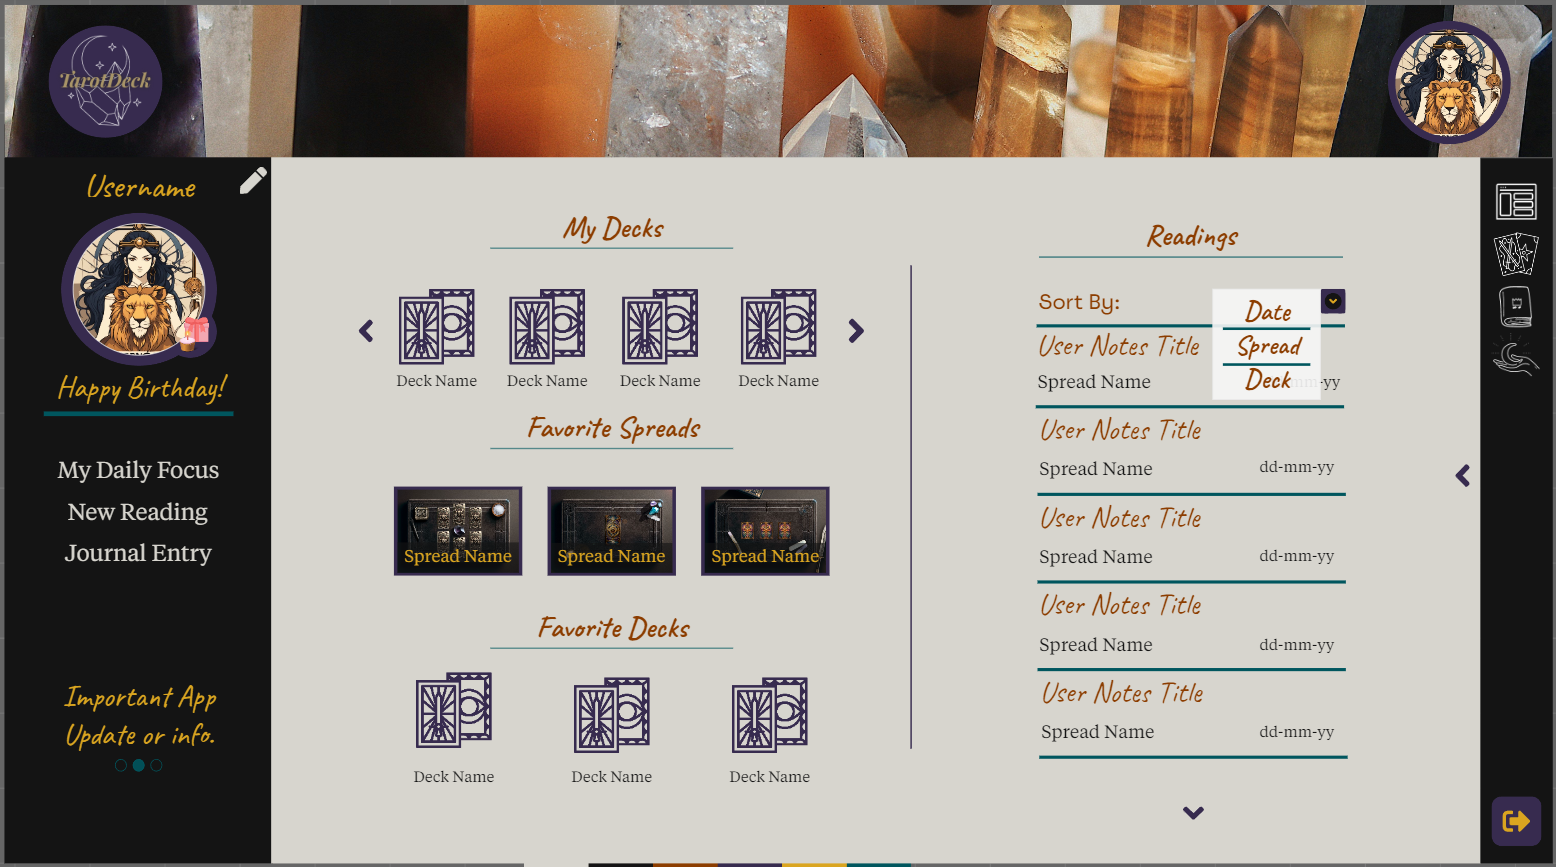 TarotDeck
Username
Happy Birthday!
My Daily Focus
New Reading
Journal Entry
Important App
Update or info.
My Decks
Deck Name
Deck Name
Deck Name
Deck Name
Favorite Spreads
Spread Name
Spread Name
Spread Name
Favorite Decks
Deck Name
Deck Name
Deck Name
Readings
Sort By:
Date
Spread
Deck
User Notes Title
Spread Name mm-yy
User Notes Title
Spread Name dd-mm-yy
User Notes Title
Spread Name dd-mm-yy
User Notes Title
Spread Name dd-mm-yy
User Notes Title
Spread Name dd-mm-yy